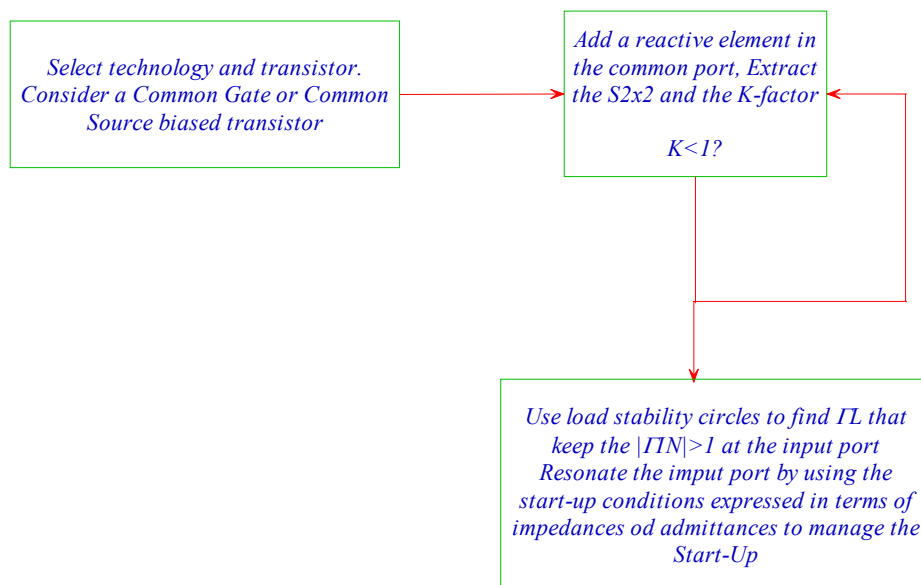 Select technology and transistor.
Consider a Common Gate or Common
Source biased transistor
Add a reactive element in
the common port, Extract
the S2x2 and the K-factor
K<1?
Use load stability circles to find ΓL that
keep the |ΓIN|>1 at the input port
Resonate the imput port by using the
start-up conditions expressed in terms of
impedances od admittances to manage the
Start-Up